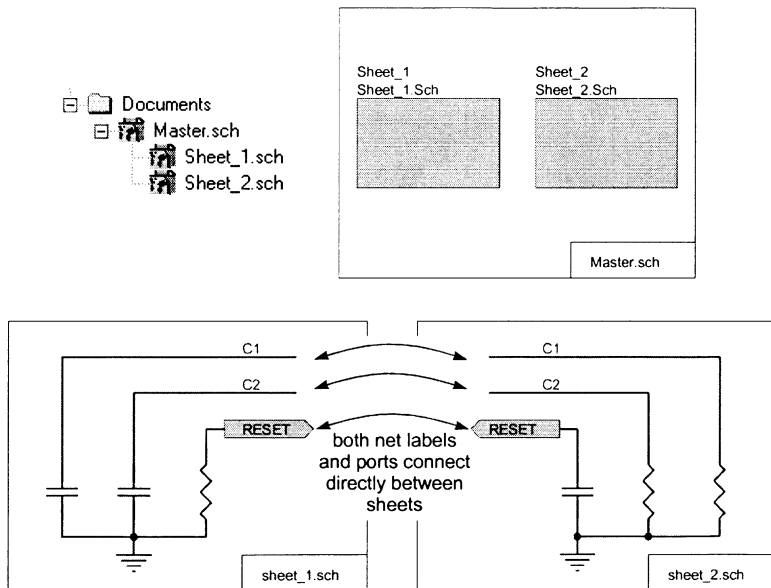 Documents
Master.sch
Sheet_1.sch
Sheet_2.sch
Sheet_1
Sheet_1.Sch
Sheet_2
Sheet_2.Sch
Master.sch
C1
C2
RESET
C1
C2
RESET
both net labels
and ports connect
directly between
sheets
sheet_1.sch
sheet_2.sch